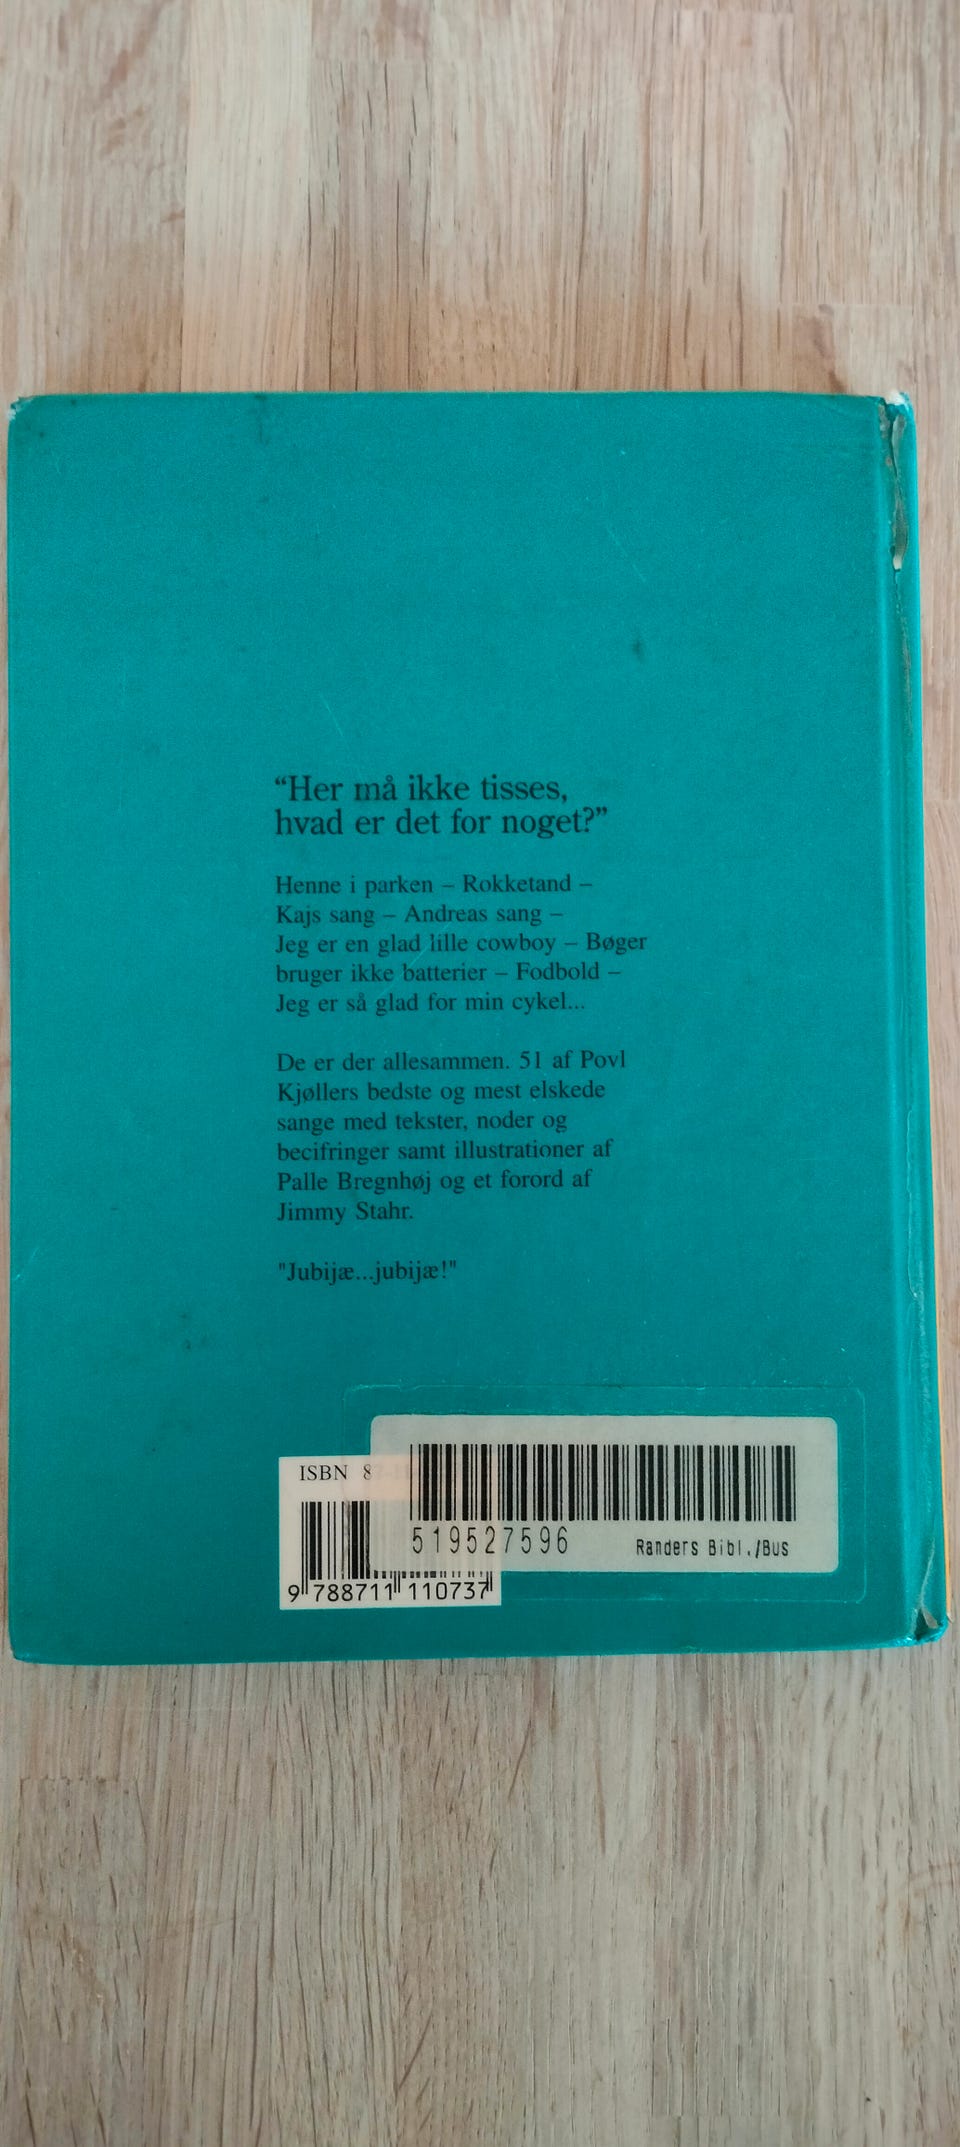 “Her må ikke tisses,
hvad er det for noget?”
Henne i parken – Rokketand –
Kajs sang – Andreas sang –
Jeg er en glad lille cowboy – Bøger
bruger ikke batterier – Fodbold –
Jeg er så glad for min cykel...
De er der allesammen. 51 af Povl
Kjøllers bedste og mest elskede
sange med tekster, noder og
becifringer samt illustrationer af
Palle Bregnhøj og et forord af
Jimmy Stahr.
"Jubijæ...jubijæ!"
ISBN 8
519527596 Randers Bibl./Bus
9 788711 110737